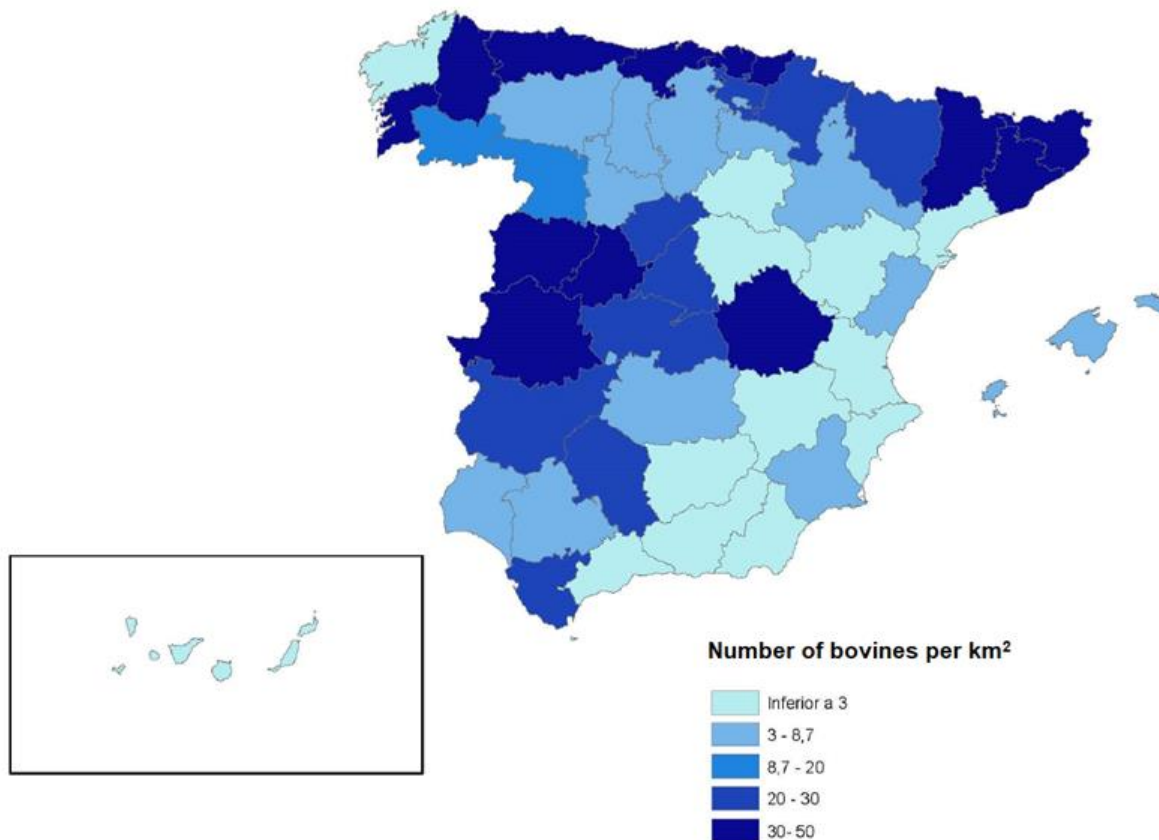 Number of bovines per km²
Inferior a 3
3 - 8,7
8,7 - 20
20 - 30
30- 50